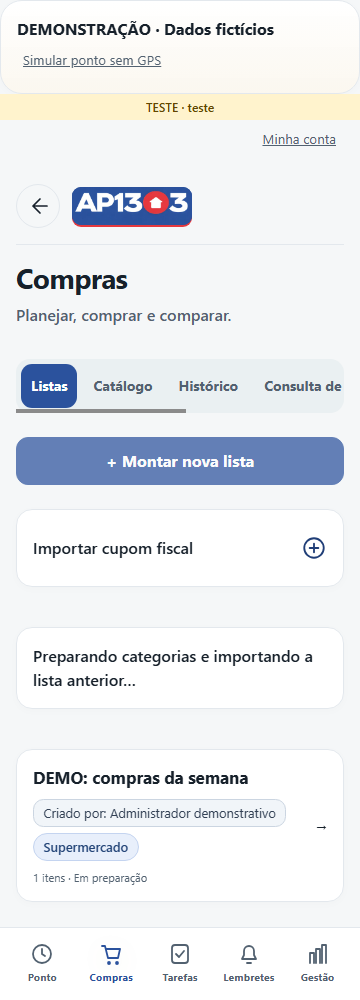 DEMONSTRAÇÃO · Dados fictícios
Simular ponto sem GPS
TESTE · teste
Minha conta
AP1303
Compras
Planejar, comprar e comparar.
Listas
Catálogo
Histórico
Consulta de
+ Montar nova lista
Importar cupom fiscal
Preparando categorias e importando a
lista anterior...
DEMO: compras da semana
Criado por: Administrador demonstrativo
Supermercado
1 itens · Em preparação
Ponto
Compras
Tarefas
Lembretes
Gestão